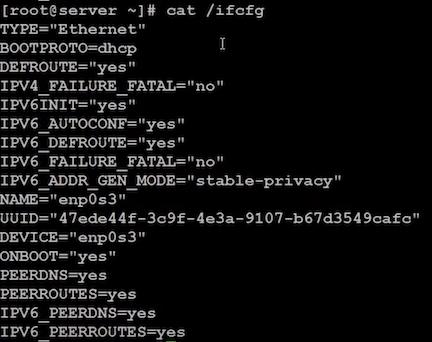 [root@server ~]# cat /ifcfg
TYPE="Ethernet"
BOOTPROTO=dhcp
DEFROUTE="yes"
IPV4_FAILURE_FATAL="no"
IPV6INIT="yes"
IPV6_AUTOCONF="yes"
IPV6_DEFROUTE="yes"
IPV6_FAILURE_FATAL="no"
IPV6_ADDR_GEN_MODE="stable-privacy"
NAME="enp0s3"
UUID="47ede44f-3c9f-4e3a-9107-b67d3549cafc"
DEVICE="enp0s3"
ONBOOT="yes"
PEERDNS=yes
PEERROUTES=yes
IPV6_PEERDNS=yes
IPV6_PEERROUTES=yes